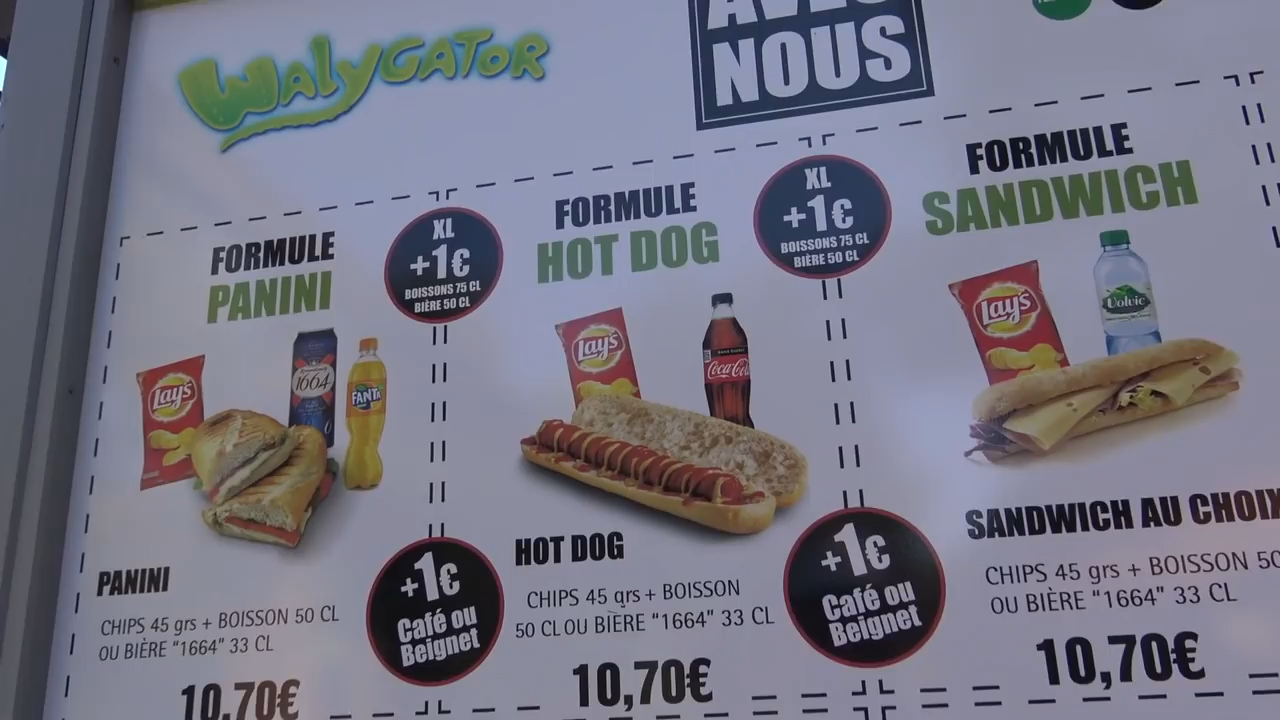 WALYGATOR
AVEC
NOUS
FORMULE
PANINI
XL
+1€
BOISSONS 75 CL
BIÈRE 50 CL
Lay's
1664
FANTA
PANINI
CHIPS 45 grs + BOISSON 50 CL
OU BIÈRE "1664" 33 CL
10,70€
+1€
Café ou
Beignet
FORMULE
HOT DOG
XL
+1€
BOISSONS 75 CL
BIÈRE 50 CL
Lay's
Coca-Cola
HOT DOG
CHIPS 45 grs + BOISSON
50 CL OU BIÈRE "1664" 33 CL
10,70€
+1€
Café ou
Beignet
FORMULE
SANDWICH
Lay's
Volvic
SANDWICH AU CHOIX
CHIPS 45 grs + BOISSON 50
OU BIÈRE "1664" 33 CL
10,70€